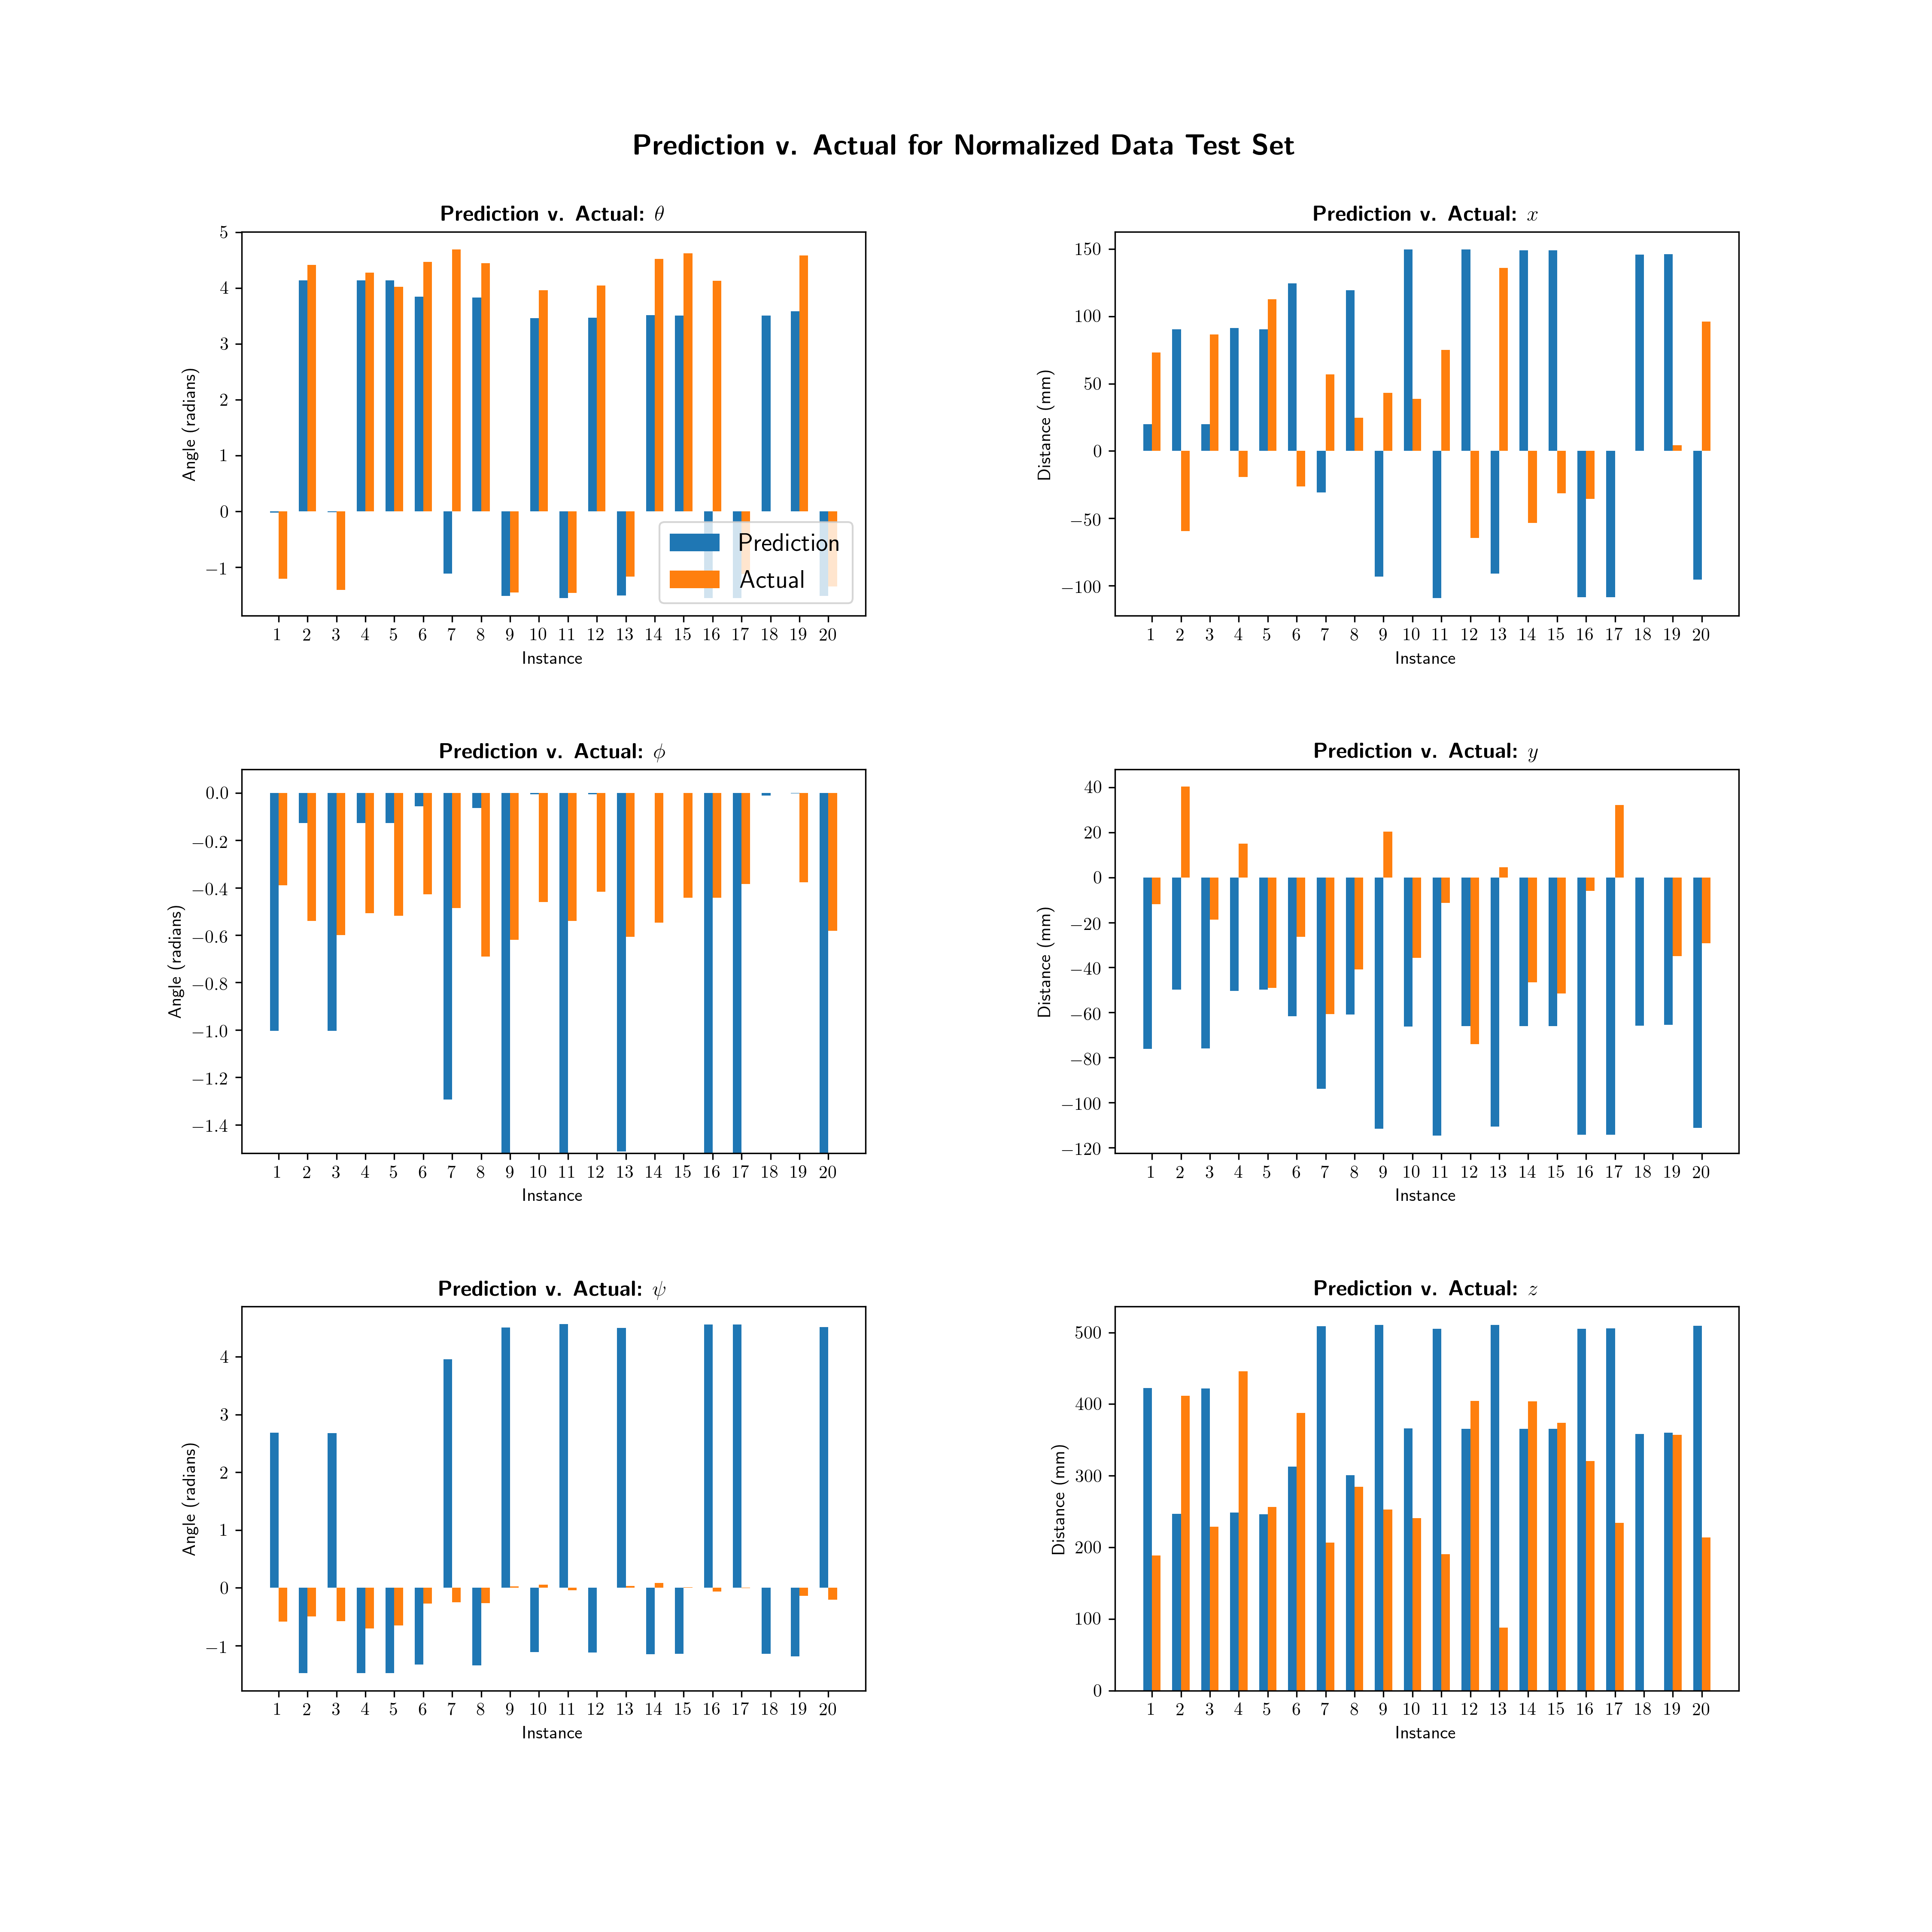 Prediction v. Actual for Normalized Data Test Set
Prediction v. Actual: θ
5
4
3
2
1
0
−1
Angle (radians)
Prediction
Actual
1 2 3 4 5 6 7 8 9 10 11 12 13 14 15 16 17 18 19 20
Instance
Prediction v. Actual: x
150
100
50
0
−50
−100
Distance (mm)
1 2 3 4 5 6 7 8 9 10 11 12 13 14 15 16 17 18 19 20
Instance
Prediction v. Actual: ϕ
0.0
−0.2
−0.4
−0.6
−0.8
−1.0
−1.2
−1.4
Angle (radians)
1 2 3 4 5 6 7 8 9 10 11 12 13 14 15 16 17 18 19 20
Instance
Prediction v. Actual: y
40
20
0
−20
−40
−60
−80
−100
−120
Distance (mm)
1 2 3 4 5 6 7 8 9 10 11 12 13 14 15 16 17 18 19 20
Instance
Prediction v. Actual: ψ
4
3
2
1
0
−1
Angle (radians)
1 2 3 4 5 6 7 8 9 10 11 12 13 14 15 16 17 18 19 20
Instance
Prediction v. Actual: z
500
400
300
200
100
0
Distance (mm)
1 2 3 4 5 6 7 8 9 10 11 12 13 14 15 16 17 18 19 20
Instance